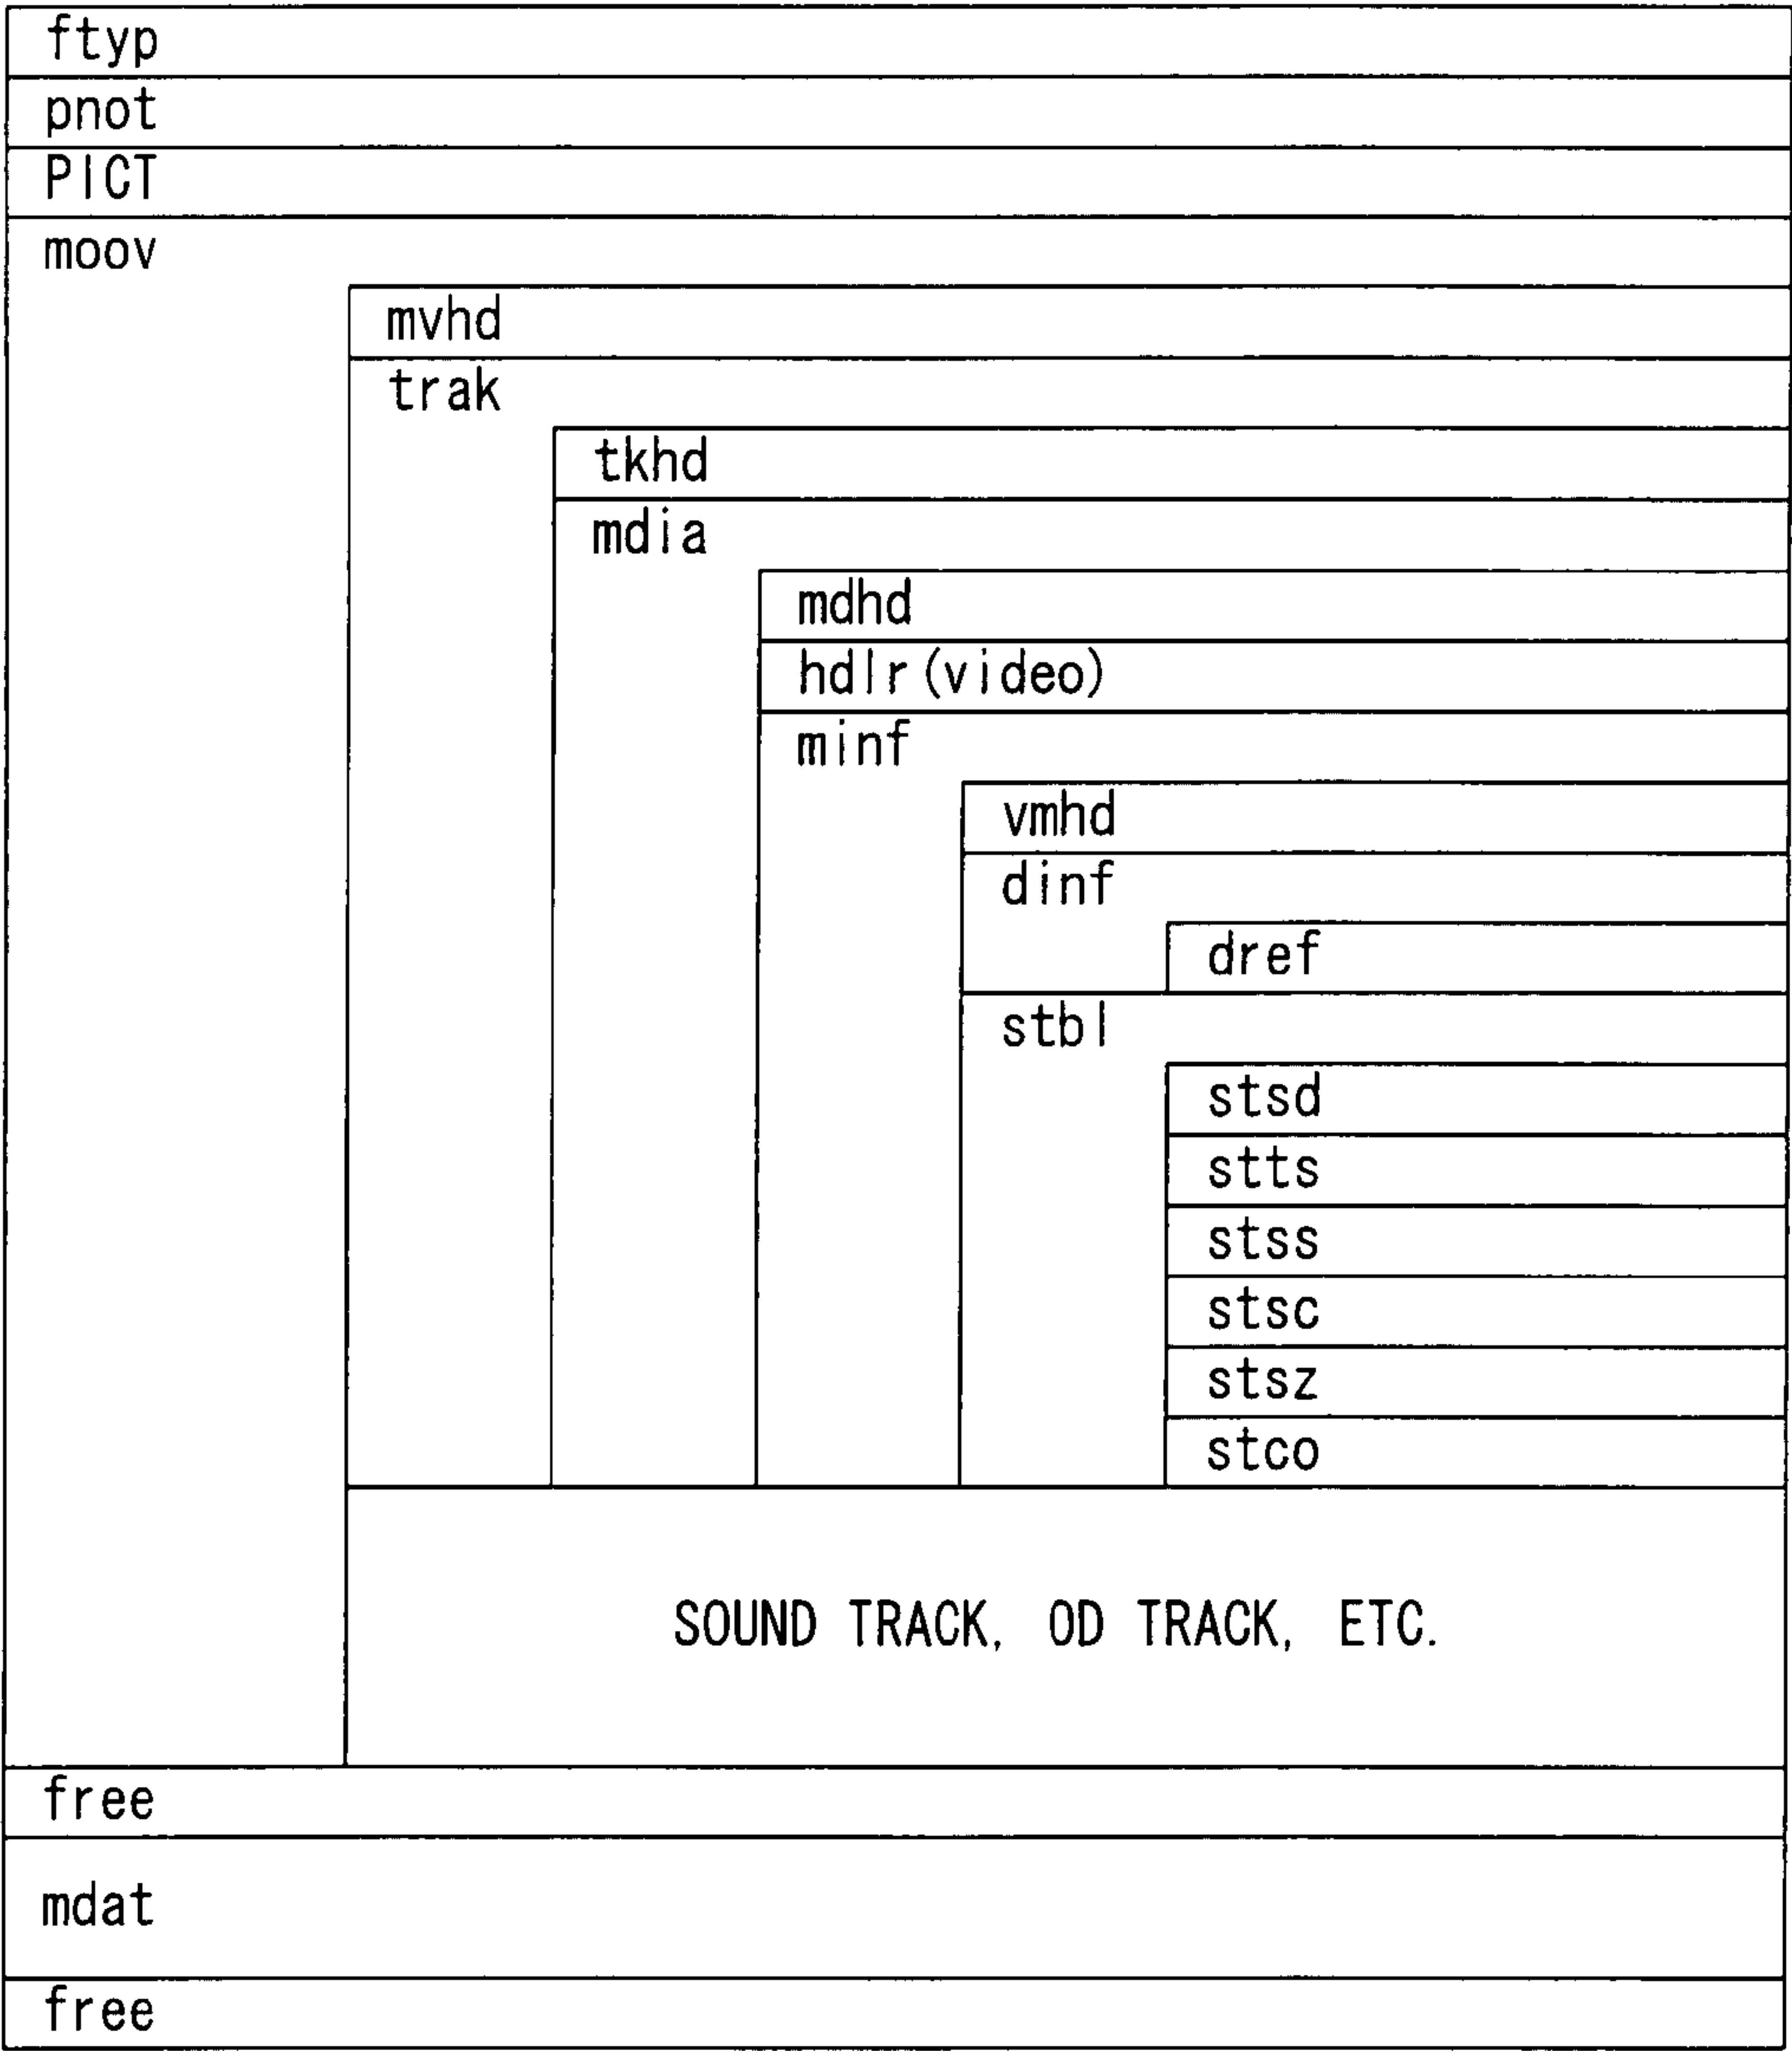 ftyp
pnot
PICT
moov
mvhd
trak
tkhd
mdia
mdhd
hdlr(video)
minf
vmhd
dinf
dref
stbl
stsd
stts
stss
stsc
stsz
stco
SOUND TRACK, OD TRACK, ETC.
free
mdat
free